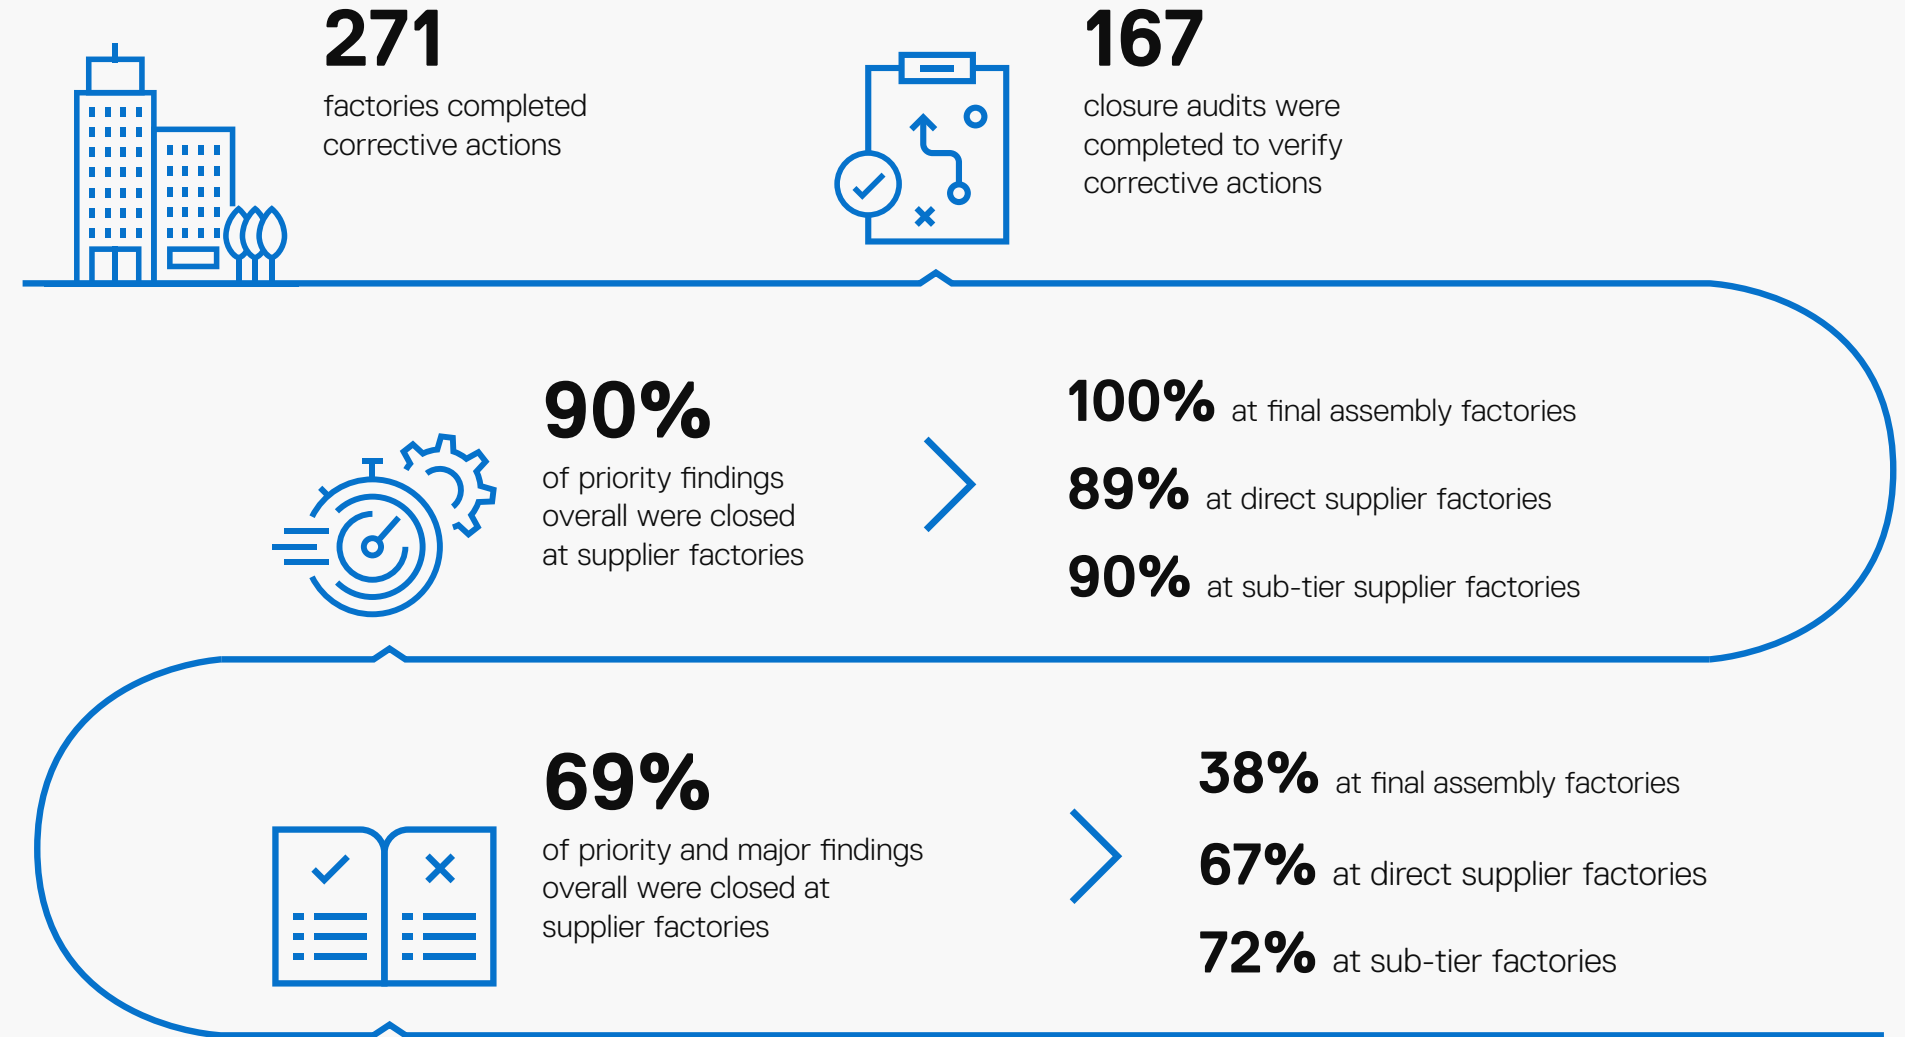 271
factories completed
corrective actions
167
closure audits were
completed to verify
corrective actions
90%
of priority findings
overall were closed
at supplier factories
100% at final assembly factories
89% at direct supplier factories
90% at sub-tier supplier factories
69%
of priority and major findings
overall were closed at
supplier factories
38% at final assembly factories
67% at direct supplier factories
72% at sub-tier factories